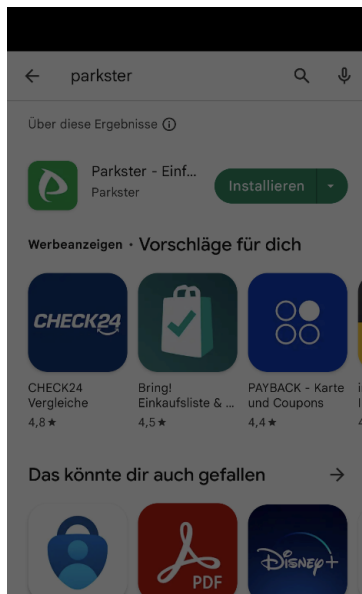 parkster
Über diese Ergebnisse
Parkster - Einf...
Parkster
Installieren
Werbeanzeigen · Vorschläge für dich
CHECK24
CHECK24
Vergleiche
4,8★
Bring!
Einkaufsliste & ...
4,5★
PAYBACK - Karte
und Coupons
4,4★
Das könnte dir auch gefallen
PDF
Disney+